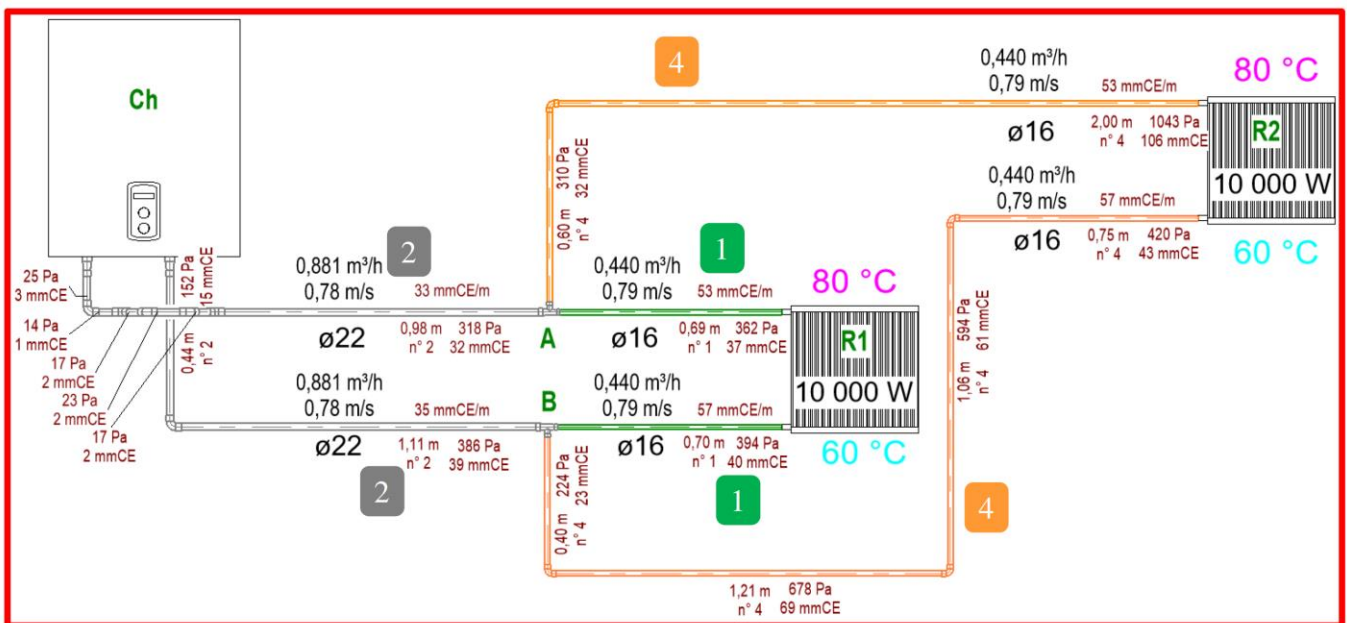 Ch
25 Pa
3 mmCE
14 Pa
1 mmCE
17 Pa
2 mmCE
23 Pa
2 mmCE
17 Pa
2 mmCE
152 Pa
15 mmCE
0,44 m
n° 2
2
0,881 m³/h
0,78 m/s
33 mmCE/m
ø22
0,98 m 318 Pa
n° 2 32 mmCE
A
0,881 m³/h
0,78 m/s
35 mmCE/m
ø22
1,11 m 386 Pa
n° 2 39 mmCE
B
2
4
310 Pa
32 mmCE
0,60 m
n° 4
0,440 m³/h
0,79 m/s
53 mmCE/m
ø16
2,00 m 1043 Pa
n° 4 106 mmCE
80 °C
R2
10 000 W
60 °C
0,440 m³/h
0,79 m/s
57 mmCE/m
ø16
0,75 m 420 Pa
n° 4 43 mmCE
1
0,440 m³/h
0,79 m/s
53 mmCE/m
ø16
0,69 m 362 Pa
n° 1 37 mmCE
80 °C
R1
10 000 W
60 °C
0,440 m³/h
0,79 m/s
57 mmCE/m
ø16
0,70 m 394 Pa
n° 1 40 mmCE
1
224 Pa
23 mmCE
0,40 m
n° 4
594 Pa
61 mmCE
1,06 m
n° 4
4
1,21 m 678 Pa
n° 4 69 mmCE